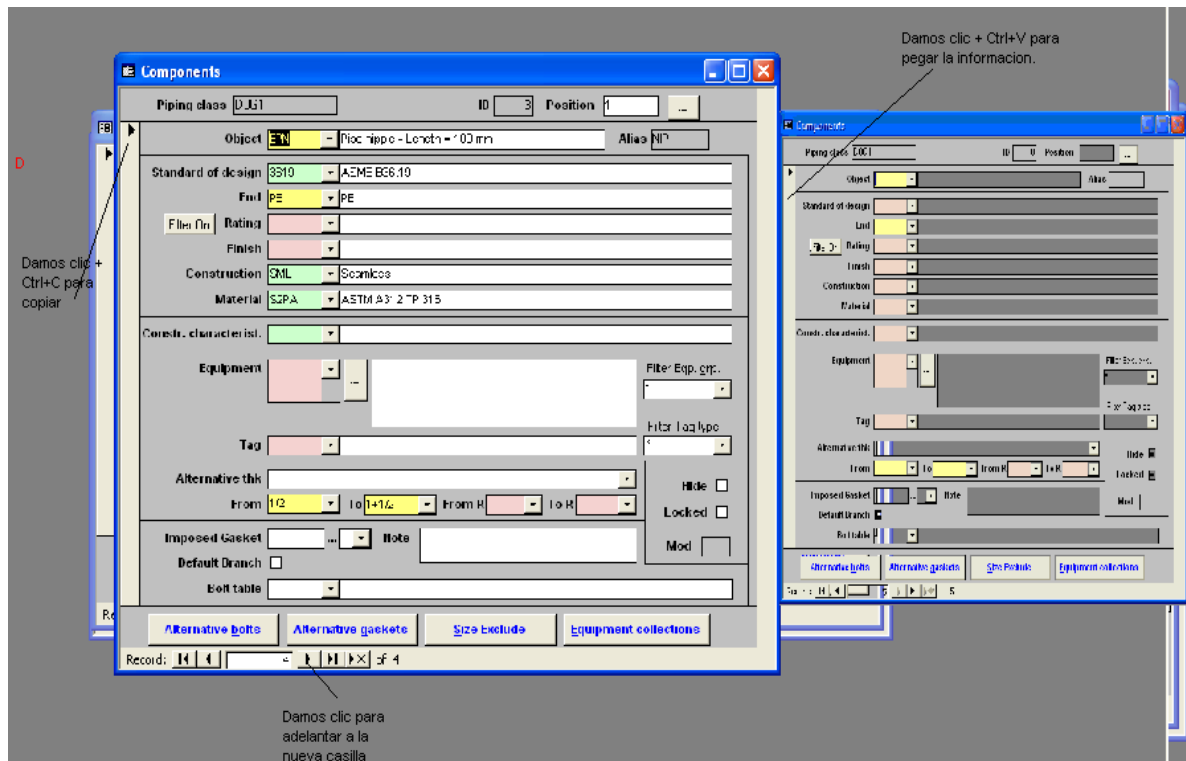 Damos clic + Ctrl+V para
pegar la informacion.
Components
Piping class
ID 3 Position
...
Object
Alias
Standard of design
End PE PE
Filter On Rating
Finish
Construction SML Seamless
Material
Constr. characterist.
Equipment
...
Filter Eqp. grp.
Tag
Filter Tag type
Alternative thk
From 1/2 To 1+1/2 From R To R
Hide
Locked
Imposed Gasket ... Note
Mod
Default Branch
Bolt table
Alternative bolts Alternative gaskets Size Exclude Equipment collections
Record: of 4
D
Damos clic +
Ctrl+C para
copiar
Damos clic para
adelantar a la
nueva casilla
Components
Piping class
ID Position ...
Object Alias
Standard of design
End
Rating
Finish
Construction
Material
Equipment
...
Tag
Alternative thk
From To From R To R
Hide
Locked
Imposed Gasket ... Note
Mod
Default Branch
Bolt table
Alternative bolts Alternative gaskets Size Exclude Equipment collections
5